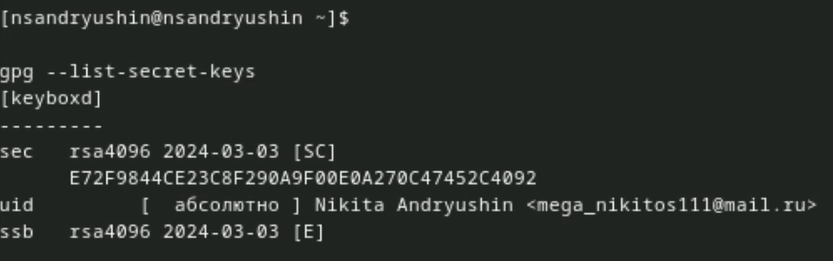 [nsandryushin@nsandryushin ~]$
gpg --list-secret-keys
[keyboxd]
---------
sec   rsa4096 2024-03-03 [SC]
      E72F9844CE23C8F290A9F00E0A270C47452C4092
uid         [  абсолютно ] Nikita Andryushin <mega_nikitos111@mail.ru>
ssb   rsa4096 2024-03-03 [E]